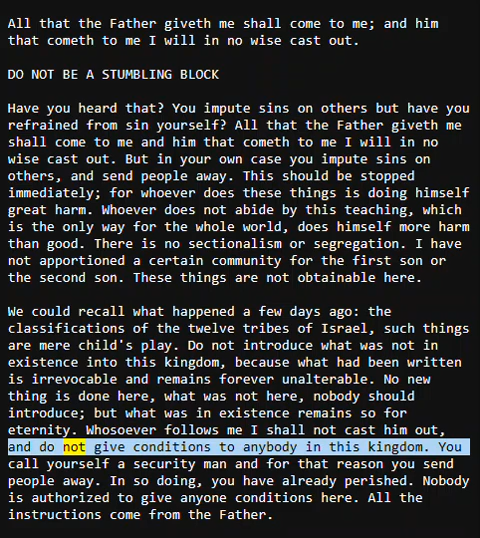 All that the Father giveth me shall come to me; and him
that cometh to me I will in no wise cast out.
DO NOT BE A STUMBLING BLOCK
Have you heard that? You impute sins on others but have you
refrained from sin yourself? All that the Father giveth me
shall come to me and him that cometh to me I will in no
wise cast out. But in your own case you impute sins on
others, and send people away. This should be stopped
immediately; for whoever does these things is doing himself
great harm. Whoever does not abide by this teaching, which
is the only way for the whole world, does himself more harm
than good. There is no sectionalism or segregation. I have
not apportioned a certain community for the first son or
the second son. These things are not obtainable here.
We could recall what happened a few days ago: the
classifications of the twelve tribes of Israel, such things
are mere child's play. Do not introduce what was not in
existence into this kingdom, because what had been written
is irrevocable and remains forever unalterable. No new
thing is done here, what was not here, nobody should
introduce; but what was in existence remains so for
eternity. Whosoever follows me I shall not cast him out,
and do not give conditions to anybody in this kingdom. You
call yourself a security man and for that reason you send
people away. In so doing, you have already perished. Nobody
is authorized to give anyone conditions here. All the
instructions come from the Father.